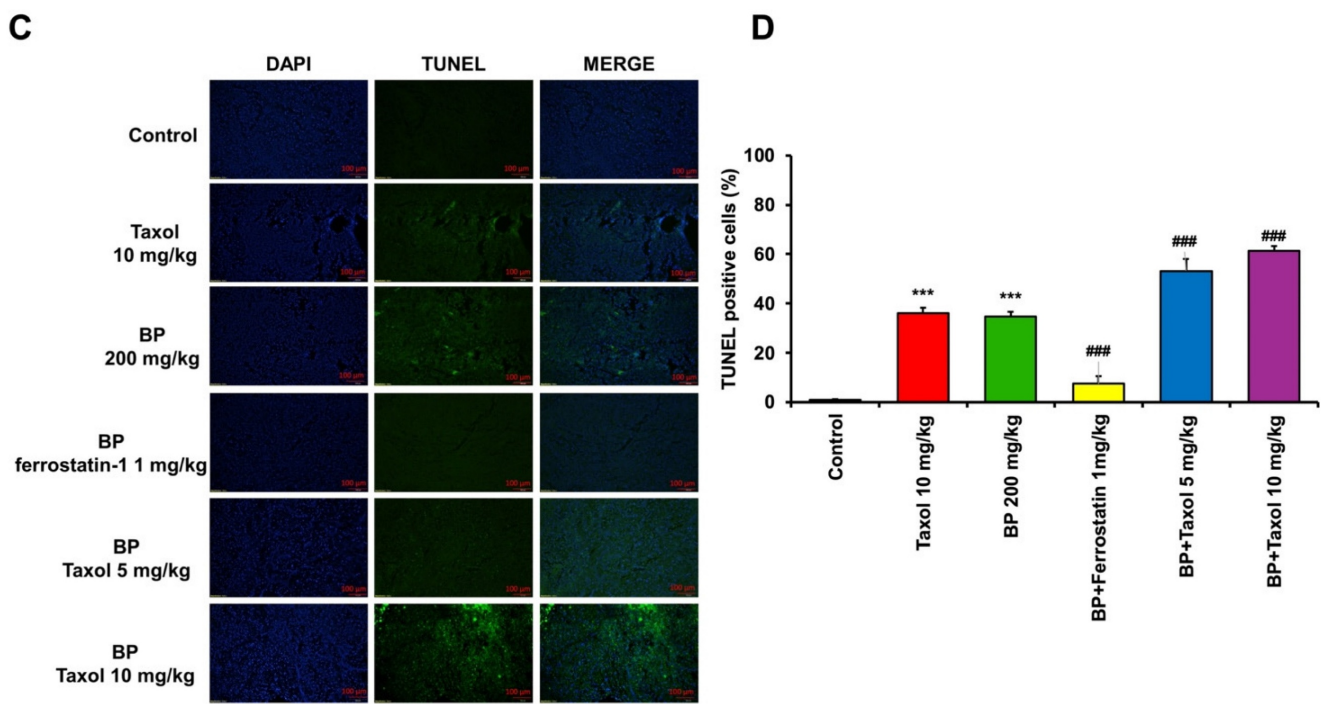 C
DAPI TUNEL MERGE
Control
100 µm 100 µm 100 µm
Taxol
10 mg/kg
100 µm 100 µm 100 µm
BP
200 mg/kg
100 µm 100 µm 100 µm
BP
ferrostatin-1 1 mg/kg
100 µm 100 µm 100 µm
BP
Taxol 5 mg/kg
100 µm 100 µm 100 µm
BP
Taxol 10 mg/kg
100 µm 100 µm 100 µm
D
TUNEL positive cells (%)
100
80
60
40
20
0
***
***
###
###
###
Control
Taxol 10 mg/kg
BP 200 mg/kg
BP+Ferrostatin 1mg/kg
BP+Taxol 5 mg/kg
BP+Taxol 10 mg/kg